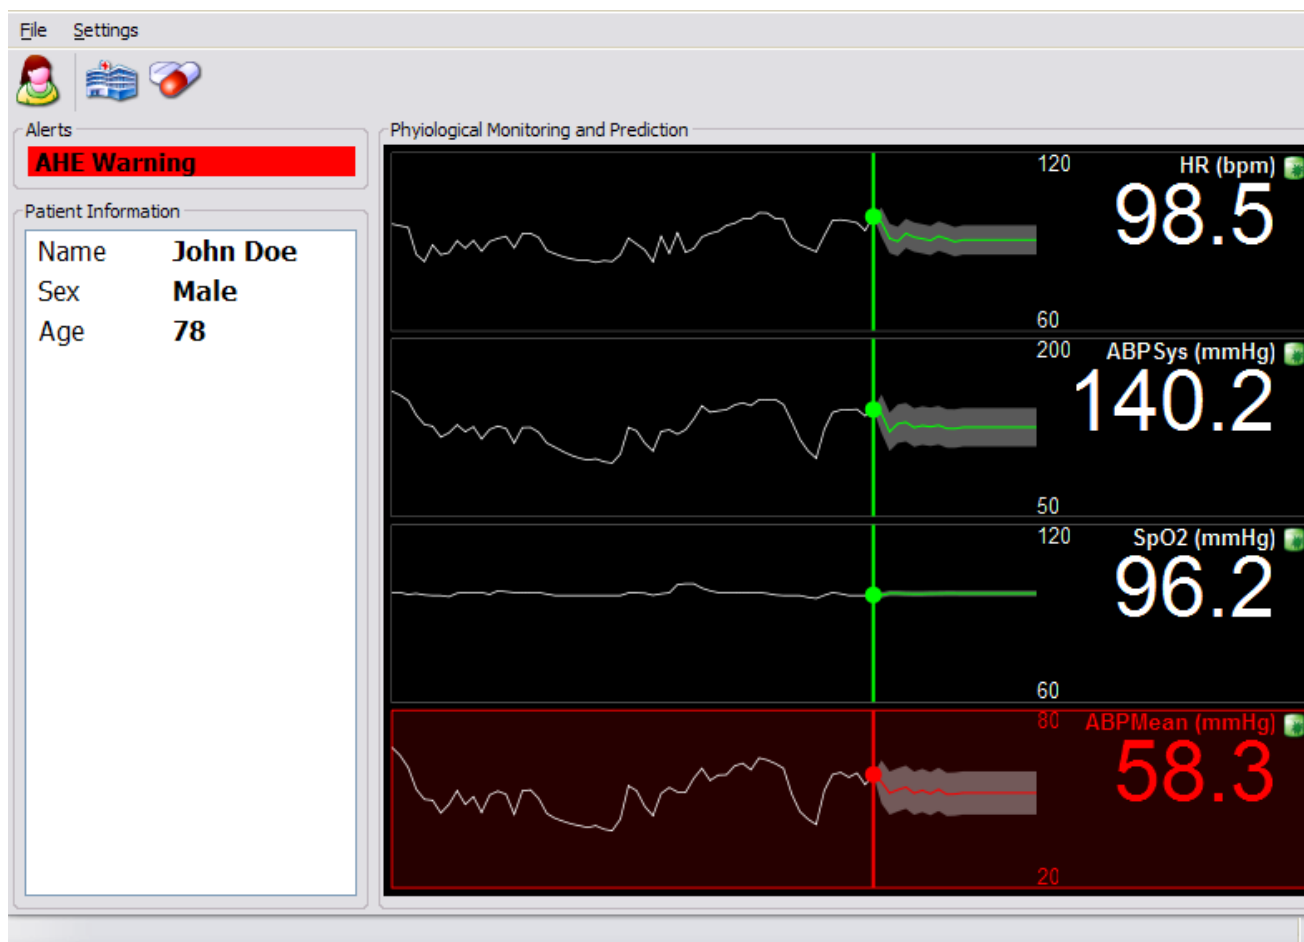 File Settings
Alerts
AHE Warning
Patient Information
Name John Doe
Sex Male
Age 78
Phyiological Monitoring and Prediction
120 HR (bpm)
98.5
60
200 ABPSys (mmHg)
140.2
50
120 SpO2 (mmHg)
96.2
60
80 ABPMean (mmHg)
58.3
20